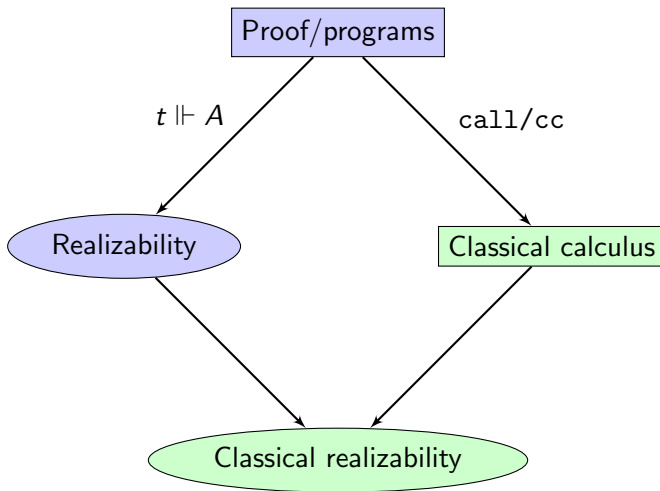 Proof/programs
t ⊩ A
call/cc
Realizability
Classical calculus
Classical realizability